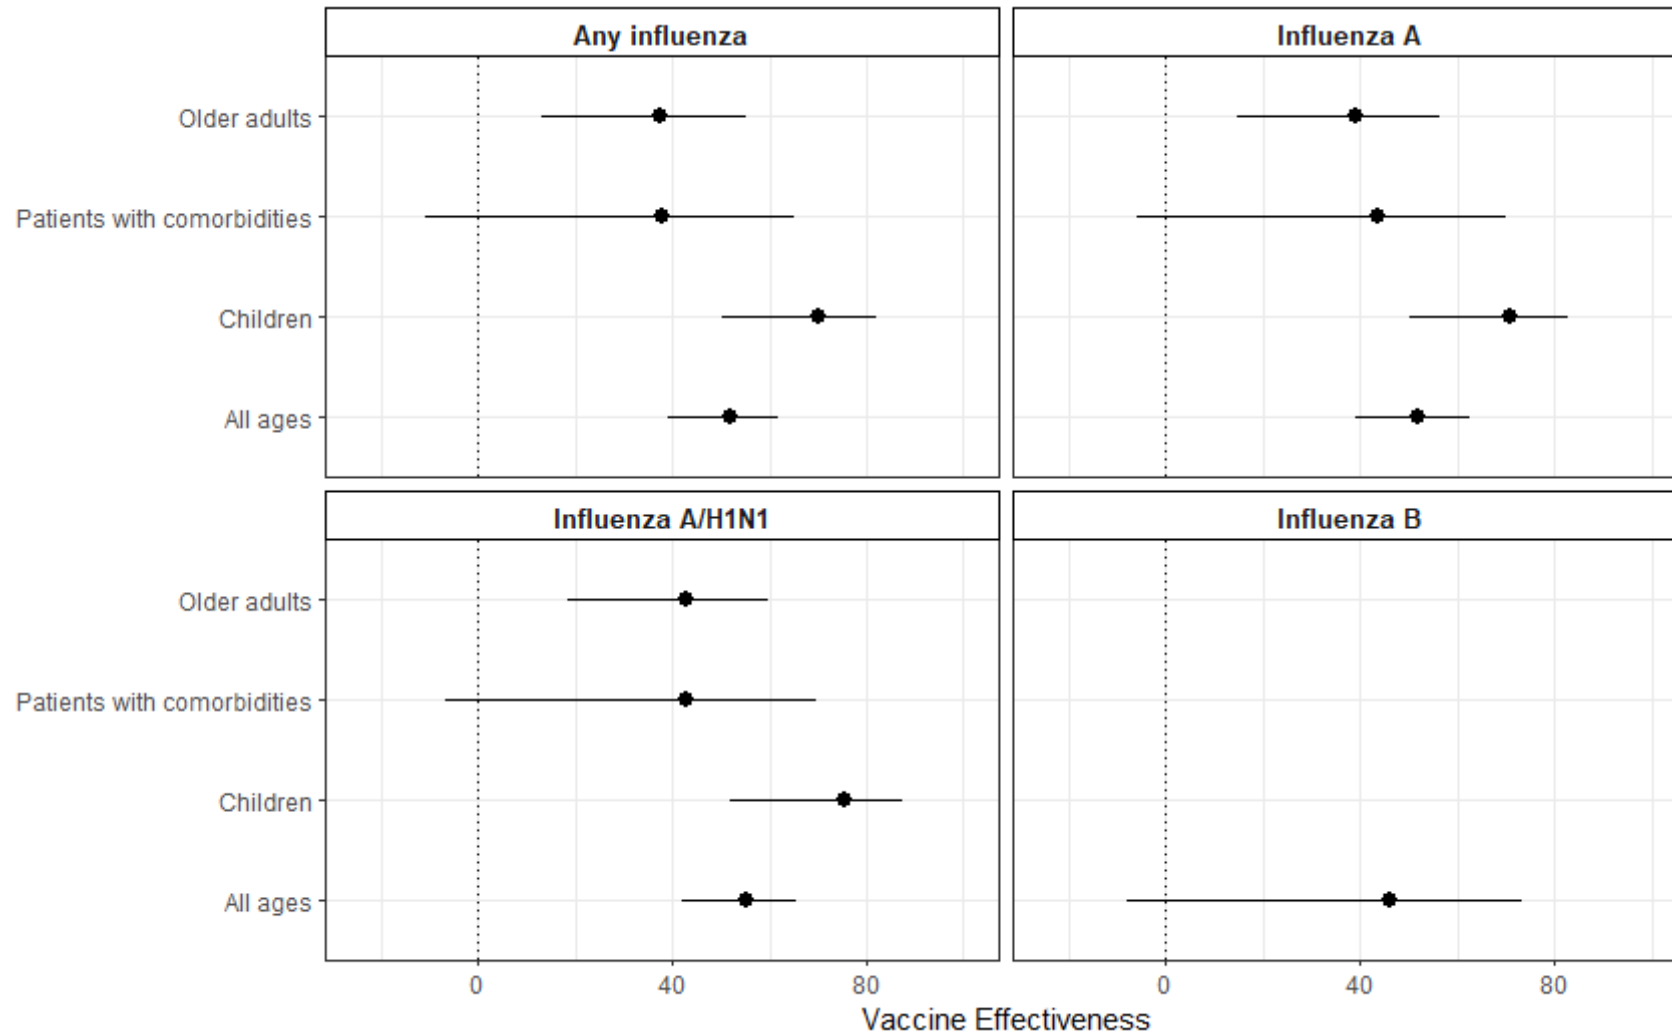 Any influenza
Influenza A
Older adults
Patients with comorbidities
Children
All ages
Influenza A/H1N1
Influenza B
Older adults
Patients with comorbidities
Children
All ages
0 40 80 0 40 80
Vaccine Effectiveness